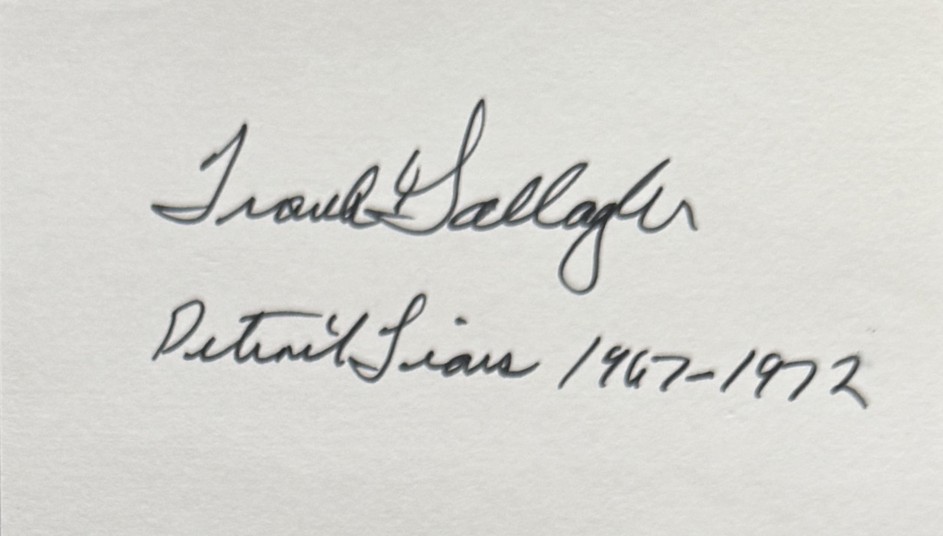 Frank Gallagher
Detroit Lions 1967-1972